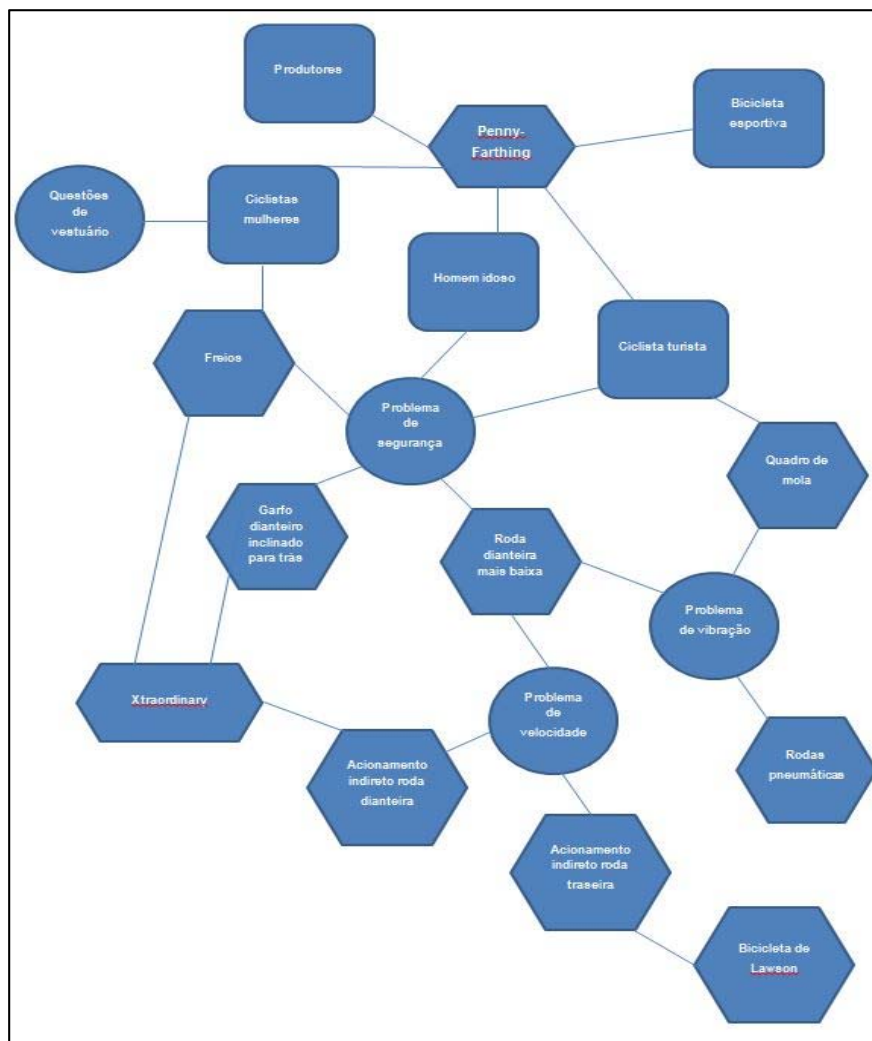 Produtores
Penny-
Farthing
Bicicleta
esportiva
Questões
de
vestuário
Ciclistas
mulheres
Homem idoso
Freios
Ciclista turista
Problema
de
segurança
Quadro de
mola
Garfo
dianteiro
inclinado
para trás
Roda
dianteira
mais baixa
Problema
de vibração
Xtraordinary
Problema
de
velocidade
Acionamento
indireto roda
dianteira
Rodas
pneumáticas
Acionamento
indireto roda
traseira
Bicicleta de
Lawson